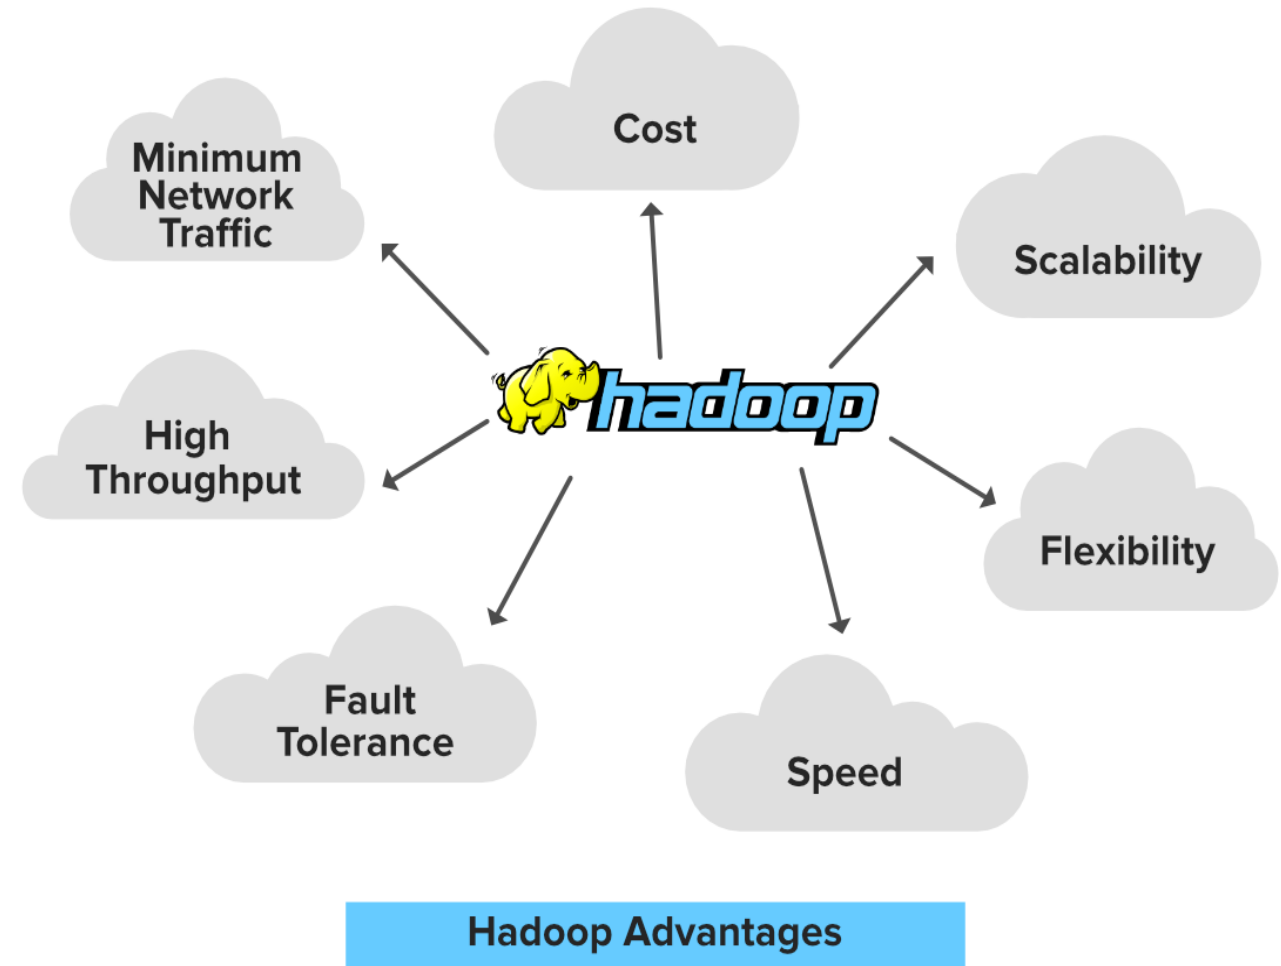 Cost
Minimum
Network
Traffic
Scalability
hadoop
High
Throughput
Flexibility
Fault
Tolerance
Speed
Hadoop Advantages